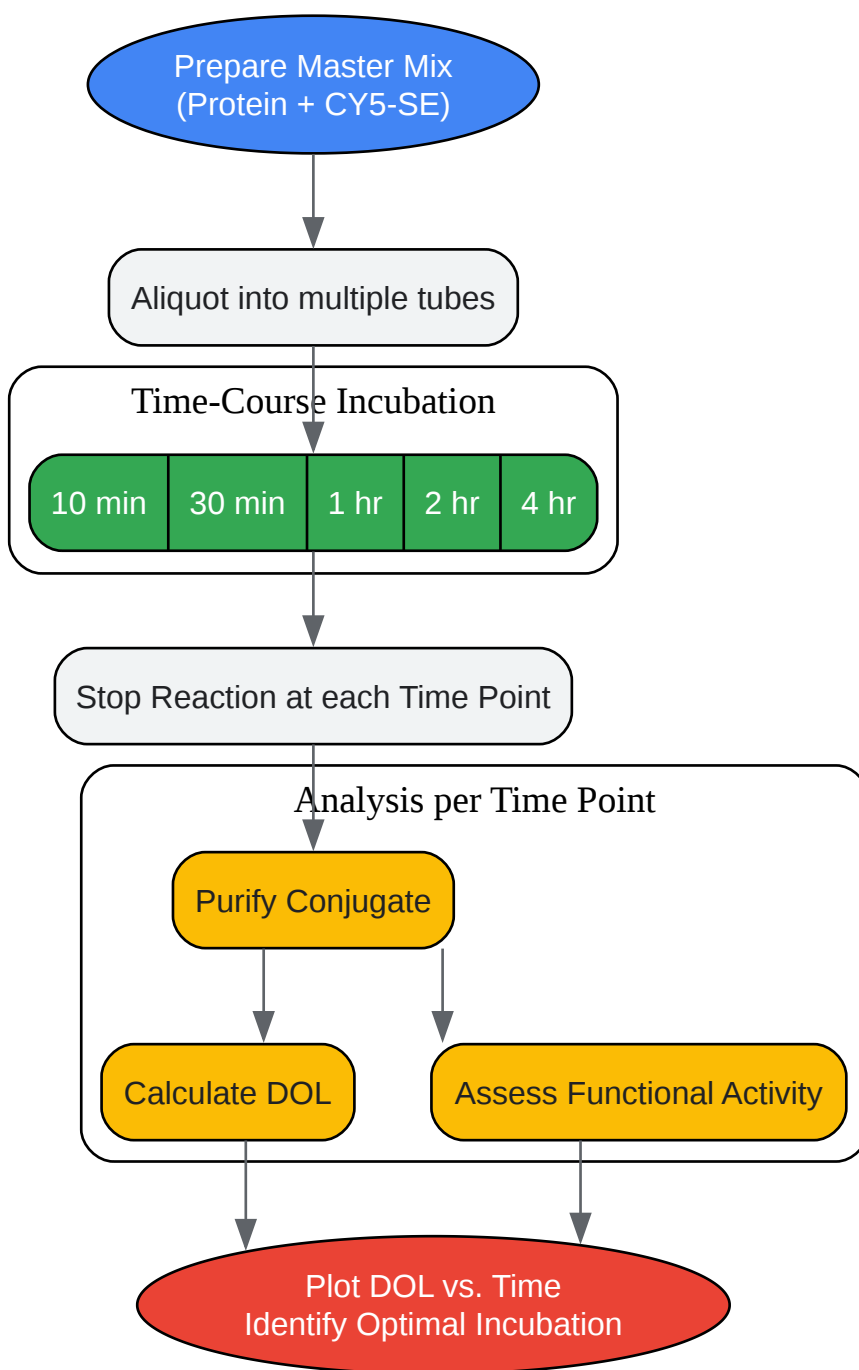 Prepare Master Mix
(Protein + CY5-SE)
Aliquot into multiple tubes
Time-Course Incubation
10 min 30 min 1 hr 2 hr 4 hr
Stop Reaction at each Time Point
Analysis per Time Point
Purify Conjugate
Calculate DOL Assess Functional Activity
Plot DOL vs. Time
Identify Optimal Incubation